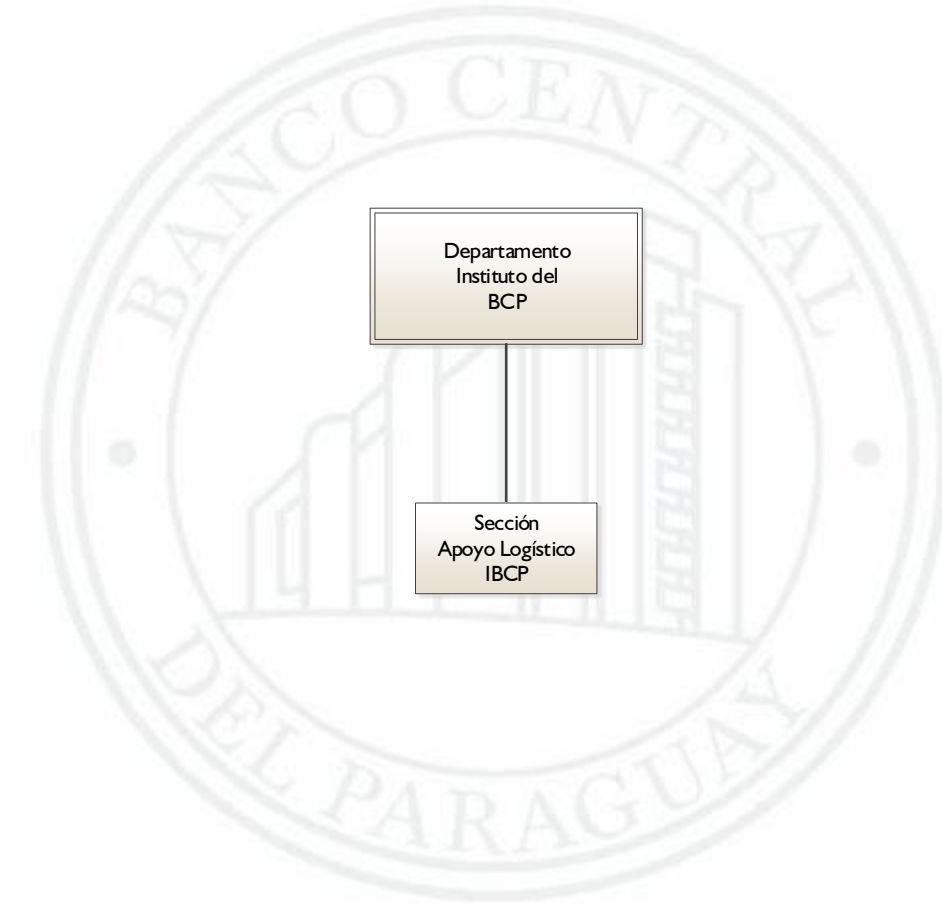 BANCO CENTRAL
DEL PARAGUAY
Departamento
Instituto del
BCP
Sección
Apoyo Logístico
IBCP